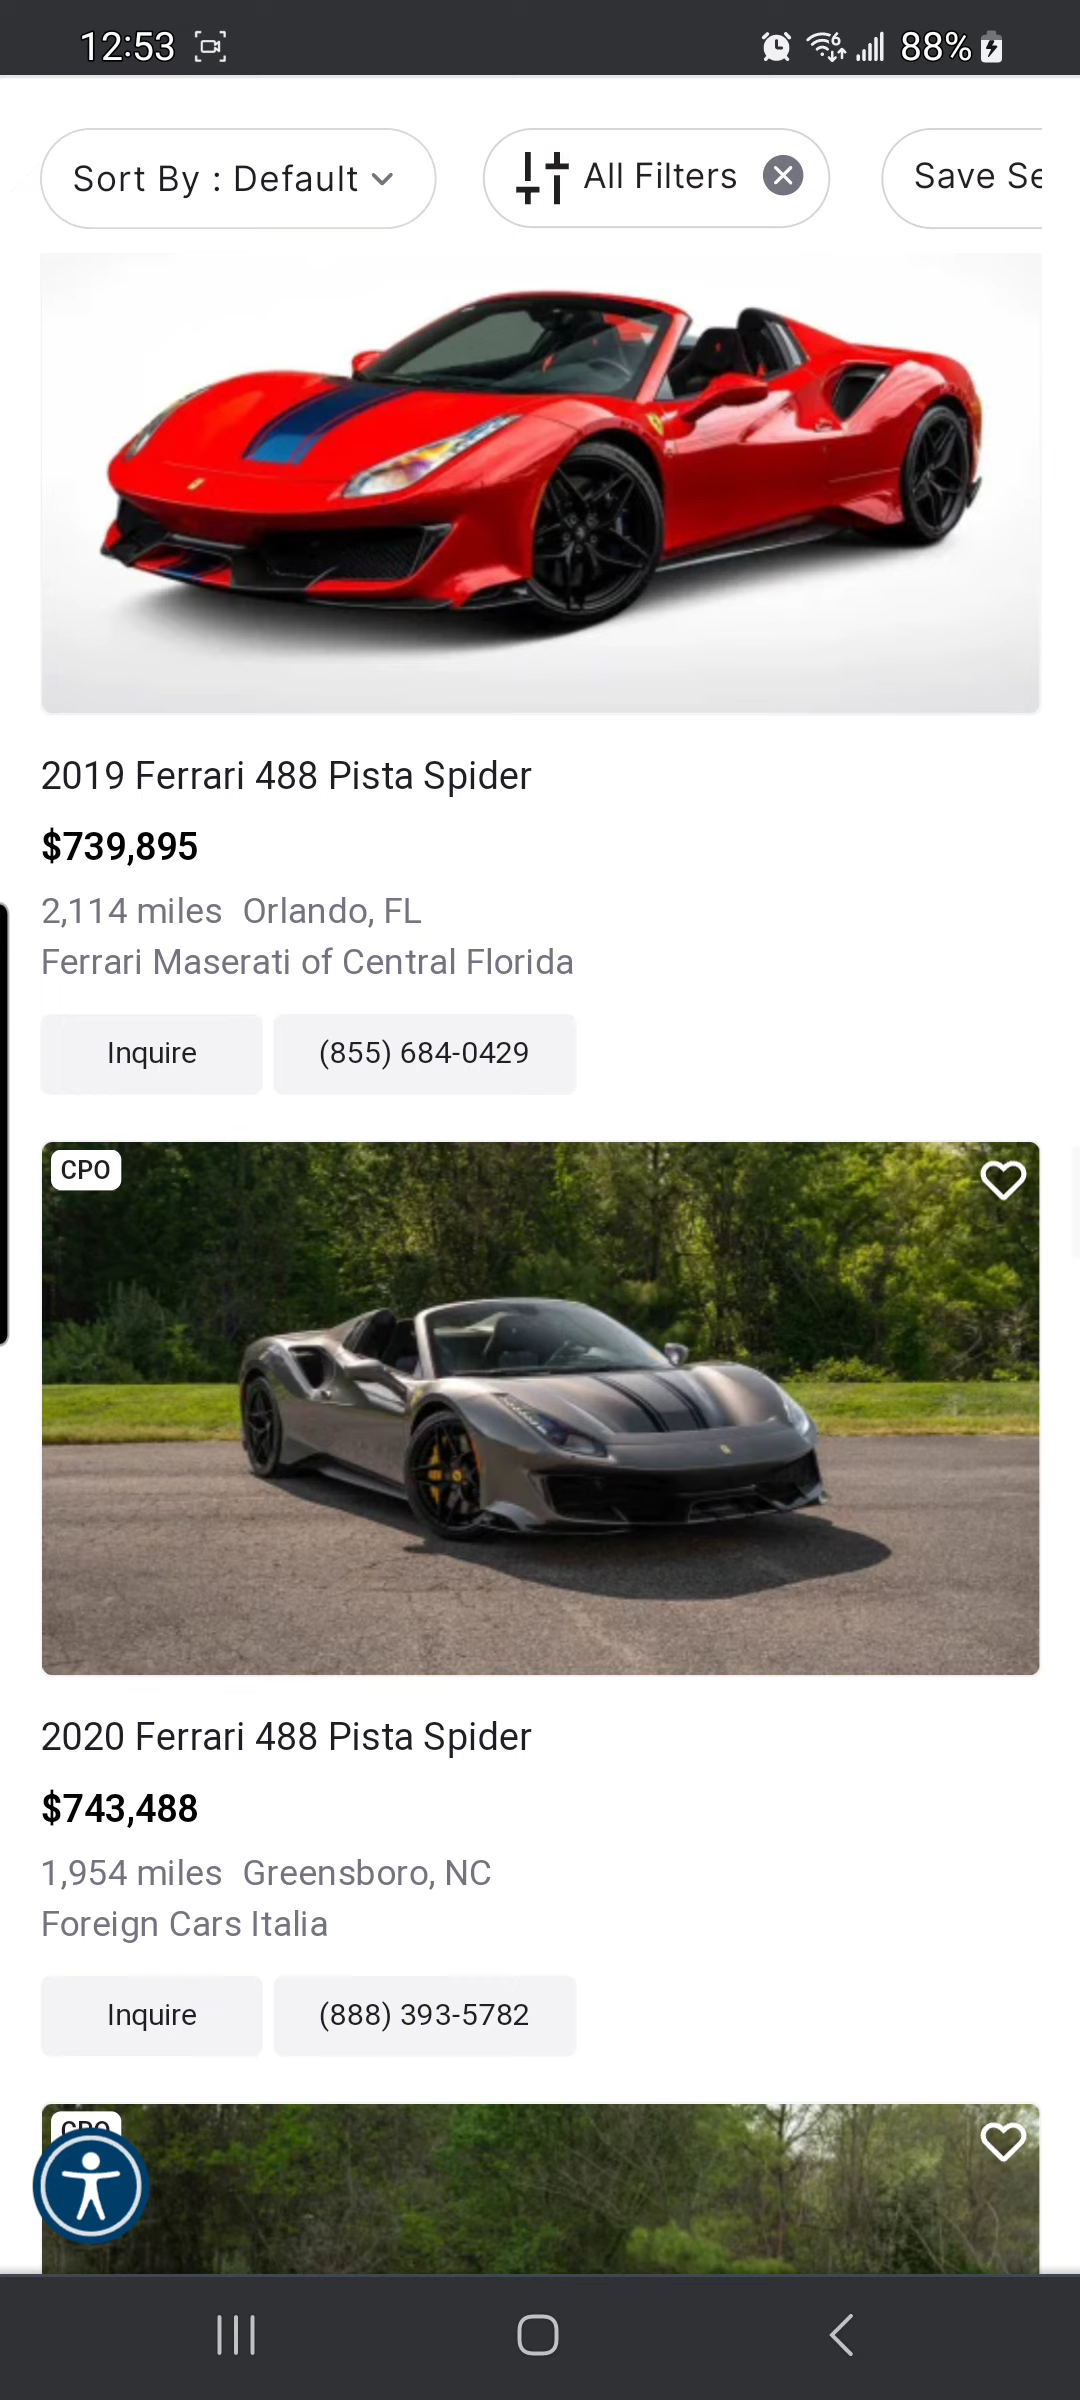 12:53 88%
Sort By : Default All Filters Save Se
2019 Ferrari 488 Pista Spider
$739,895
2,114 miles Orlando, FL
Ferrari Maserati of Central Florida
Inquire (855) 684-0429
CPO
2020 Ferrari 488 Pista Spider
$743,488
1,954 miles Greensboro, NC
Foreign Cars Italia
Inquire (888) 393-5782
CPO